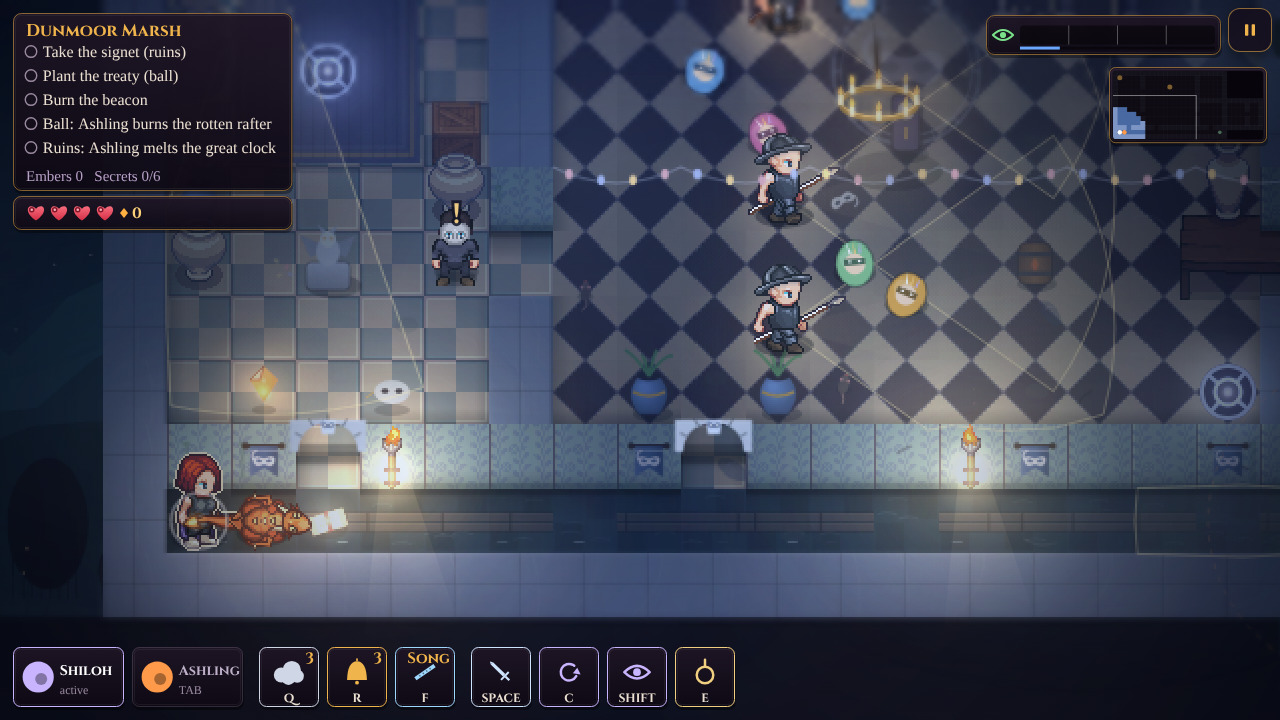 Dunmoor Marsh
Take the signet (ruins)
Plant the treaty (ball)
Burn the beacon
Ball: Ashling burns the rotten rafter
Ruins: Ashling melts the great clock
Embers 0 Secrets 0/6
0
Shiloh
active
Ashling
TAB
3
Q
3
R
Song
F
SPACE
C
SHIFT
E